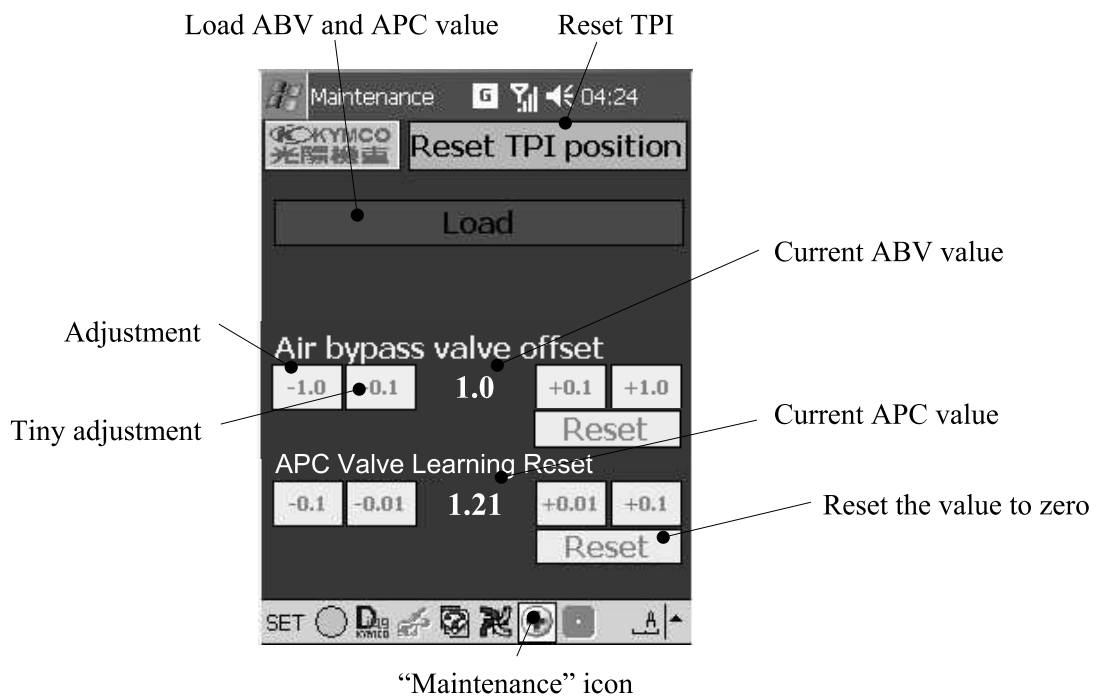 Load ABV and APC value Reset TPI
Maintenance G 04:24
KYMCO Reset TPI position
光陽機車
Load
Current ABV value
Adjustment
Air bypass valve offset
-1.0 -0.1 1.0 +0.1 +1.0
Tiny adjustment
Reset
Current APC value
APC Valve Learning Reset
-0.1 -0.01 1.21 +0.01 +0.1
Reset the value to zero
Reset
SET D KYMCO A
“Maintenance” icon